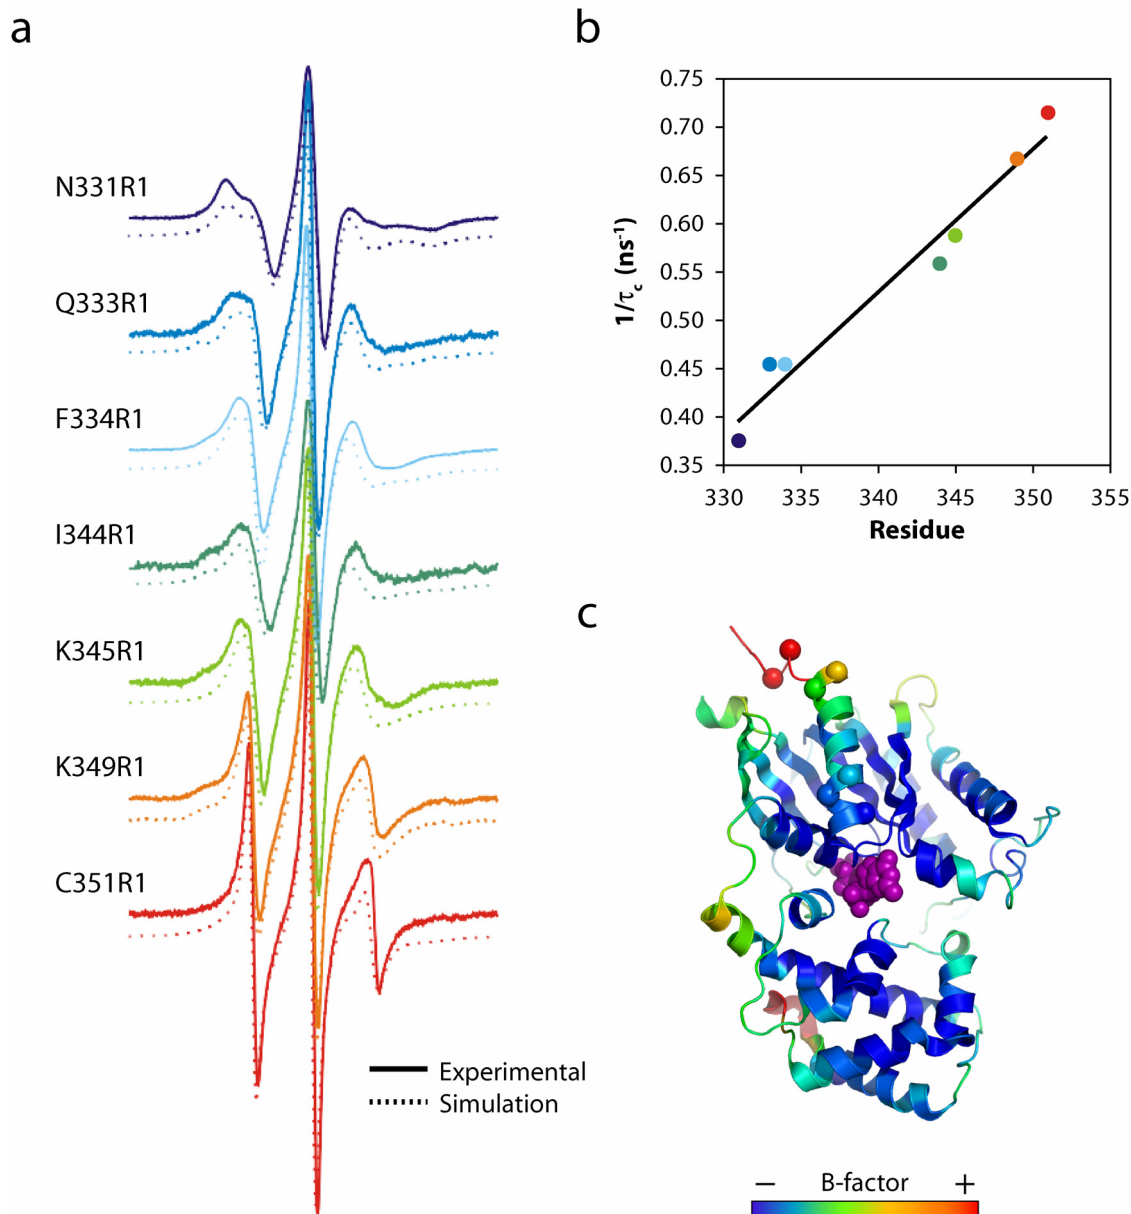 a
N331R1
Q333R1
F334R1
I344R1
K345R1
K349R1
C351R1
Experimental
Simulation
b
0.75
0.70
0.65
0.60
0.55
0.50
0.45
0.40
0.35
1/τc (ns-1)
330 335 340 345 350 355
Residue
c
− B-factor +